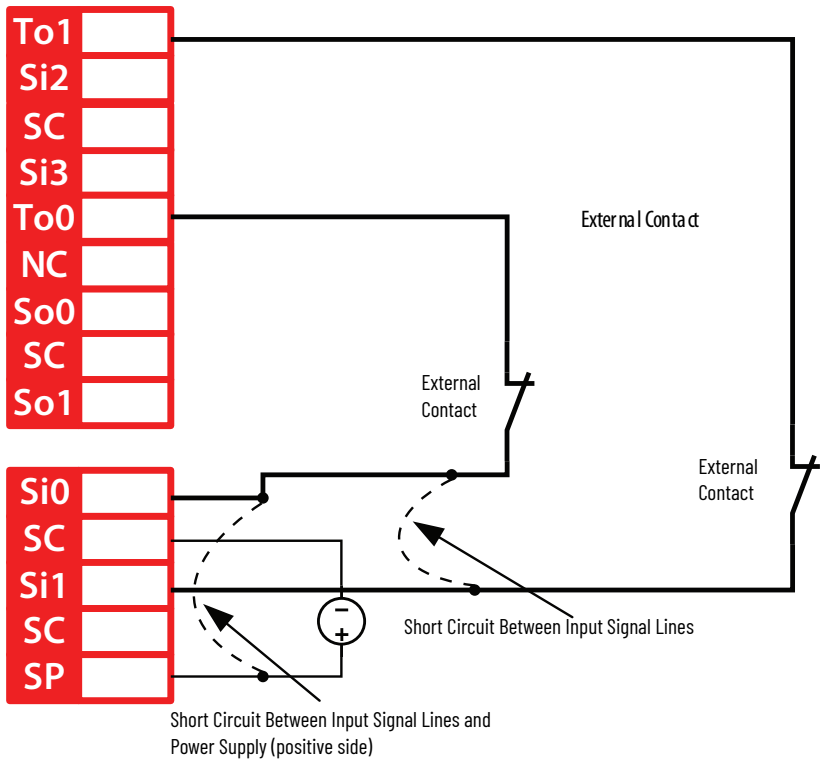 To1
Si2
SC
Si3
To0
NC
So0
SC
So1
External Contact
External
Contact
External
Contact
Si0
SC
Si1
SC
SP
-
+
Short Circuit Between Input Signal Lines
Short Circuit Between Input Signal Lines and
Power Supply (positive side)